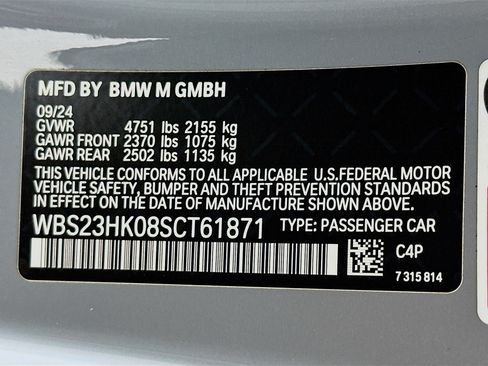 MFD BY BMW M GMBH
09/24
GVWR 4751 lbs 2155 kg
GAWR FRONT 2370 lbs 1075 kg
GAWR REAR 2502 lbs 1135 kg
THIS VEHICLE CONFORMS TO ALL APPLICABLE U.S.FEDERAL MOTOR
VEHICLE SAFETY, BUMPER AND THEFT PREVENTION STANDARDS
IN EFFECT ON THE DATE OF MANUFACTURE SHOWN ABOVE.
WBS23HK08SCT61871 TYPE: PASSENGER CAR
C4P
7 315 814